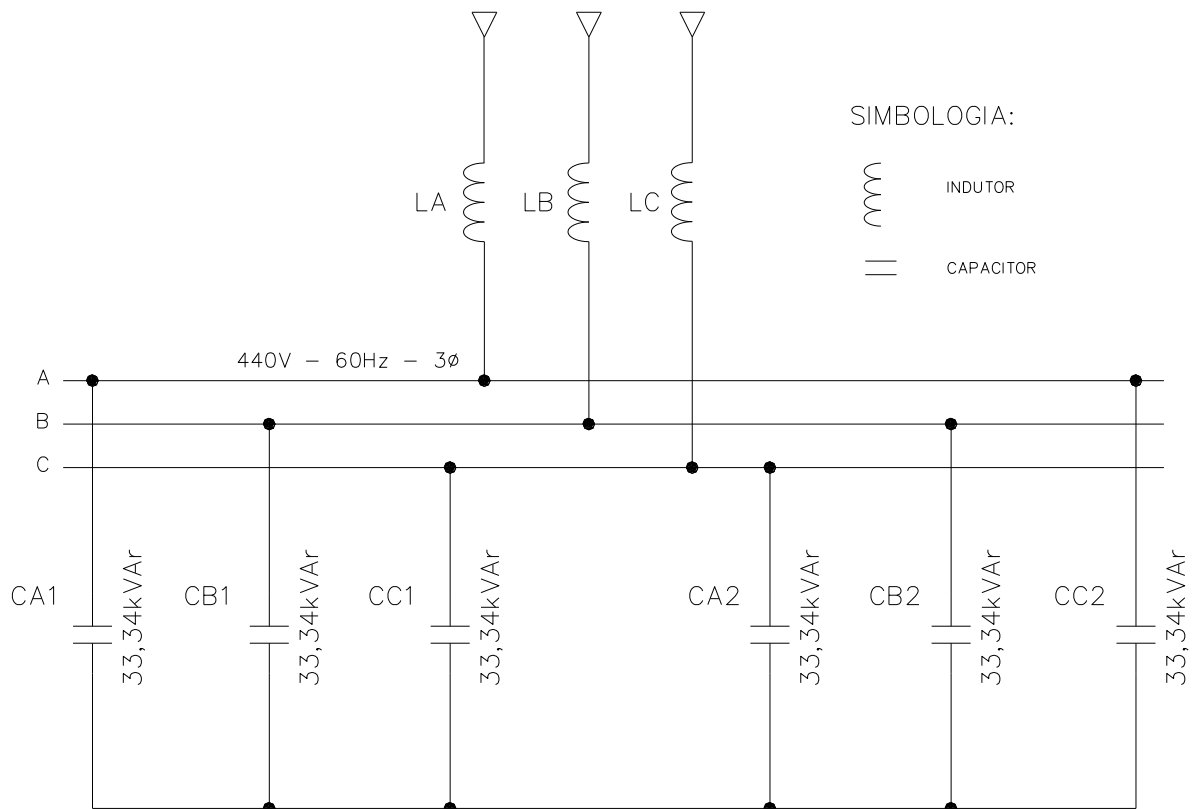 SIMBOLOGIA:
LA
LB
LC
INDUTOR
CAPACITOR
440V – 60Hz – 3ø
A
B
C
CA1
33,34kVAr
CB1
33,34kVAr
CC1
33,34kVAr
CA2
33,34kVAr
CB2
33,34kVAr
CC2
33,34kVAr